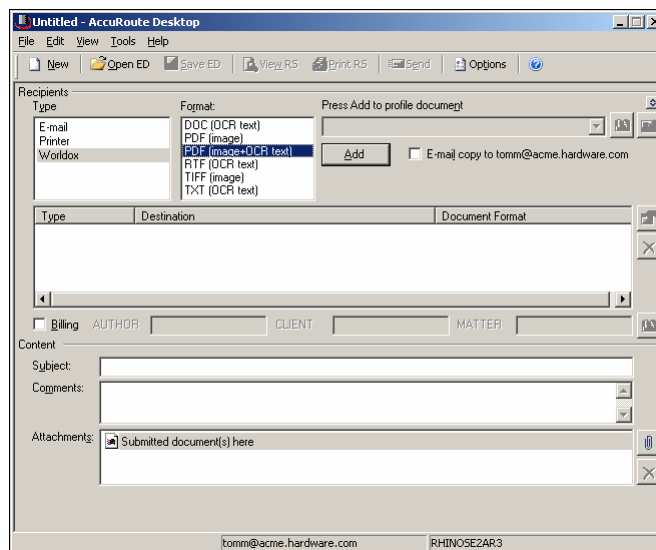 Untitled - AccuRoute Desktop
File Edit View Tools Help
New Open ED Save ED View RS Print RS Send Options
Recipients
Type Format: Press Add to profile document
E-mail
Printer
Worldox
DOC (OCR text)
PDF (image)
PDF (image+OCR text)
RTF (OCR text)
TIFF (image)
TXT (OCR text)
Add E-mail copy to tomm@acme.hardware.com
Type Destination Document Format
Billing AUTHOR CLIENT MATTER
Content
Subject:
Comments:
Attachments: Submitted document(s) here
tomm@acme.hardware.com RHINOSE2AR3